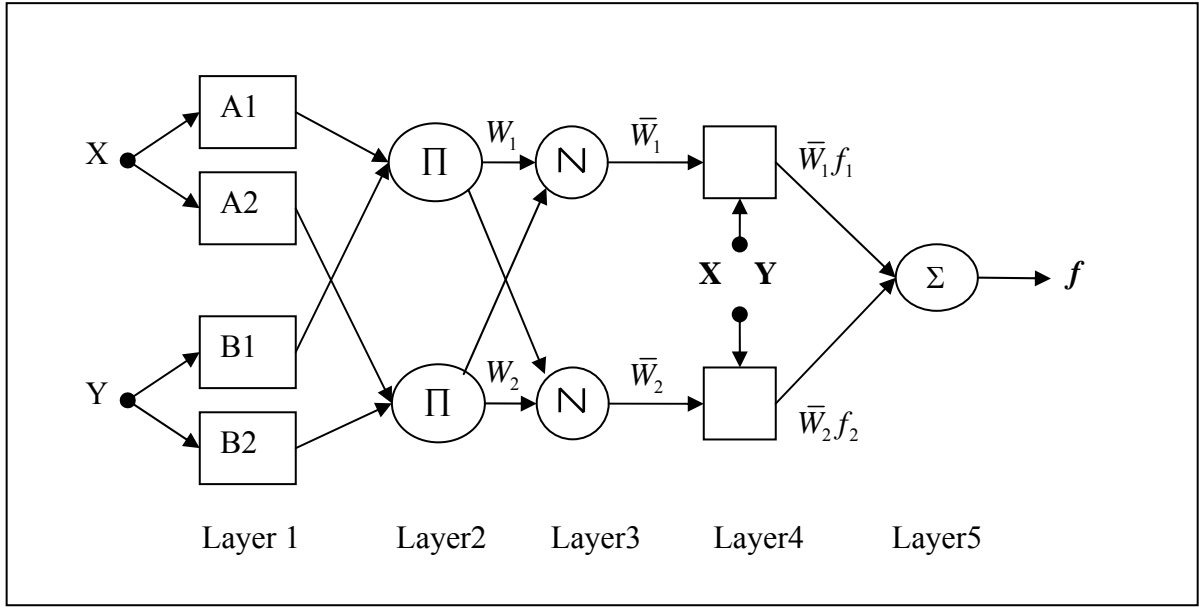 A1
X
A2
B1
Y
B2
∏
W₁
N
W̅₁
W̅₁f₁
X Y
Σ
f
∏
W₂
N
W̅₂
W̅₂f₂
Layer 1 Layer2 Layer3 Layer4 Layer5